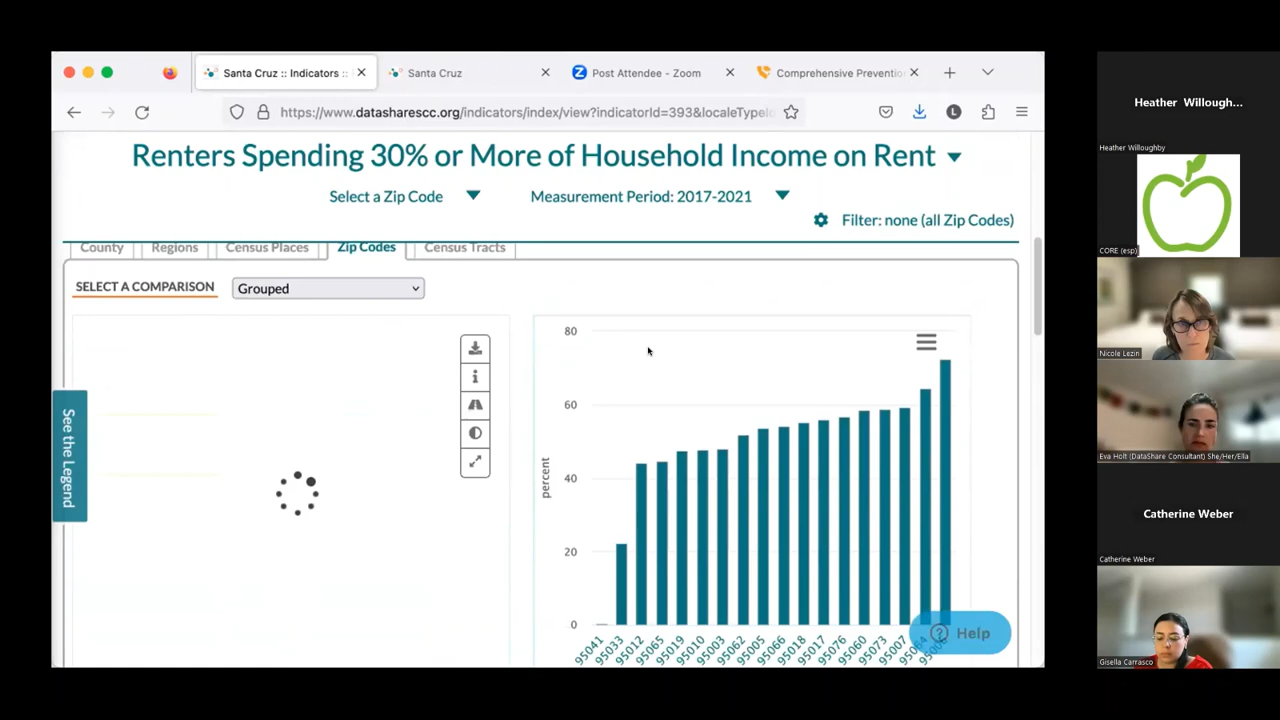 Santa Cruz :: Indicators ::
Santa Cruz
Post Attendee - Zoom
Comprehensive Preventio
https://www.datasharescc.org/indicators/index/view?indicatorId=393&localeTypeId
L
Renters Spending 30% or More of Household Income on Rent
Select a Zip Code
Measurement Period: 2017-2021
Filter: none (all Zip Codes)
County
Regions
Census Places
Zip Codes
Census Tracts
SELECT A COMPARISON
Grouped
See the Legend
80
60
40
20
0
percent
95041
95033
95012
95065
95019
95010
95003
95062
95005
95066
95018
95017
95076
95060
95073
95007
Help
Heather Willough...
Heather Willoughby
CORE (esp)
Nicole Lezin
Eva Holt (DataShare Consultant) She/Her/Ella
Catherine Weber
Catherine Weber
Gisella Carrasco